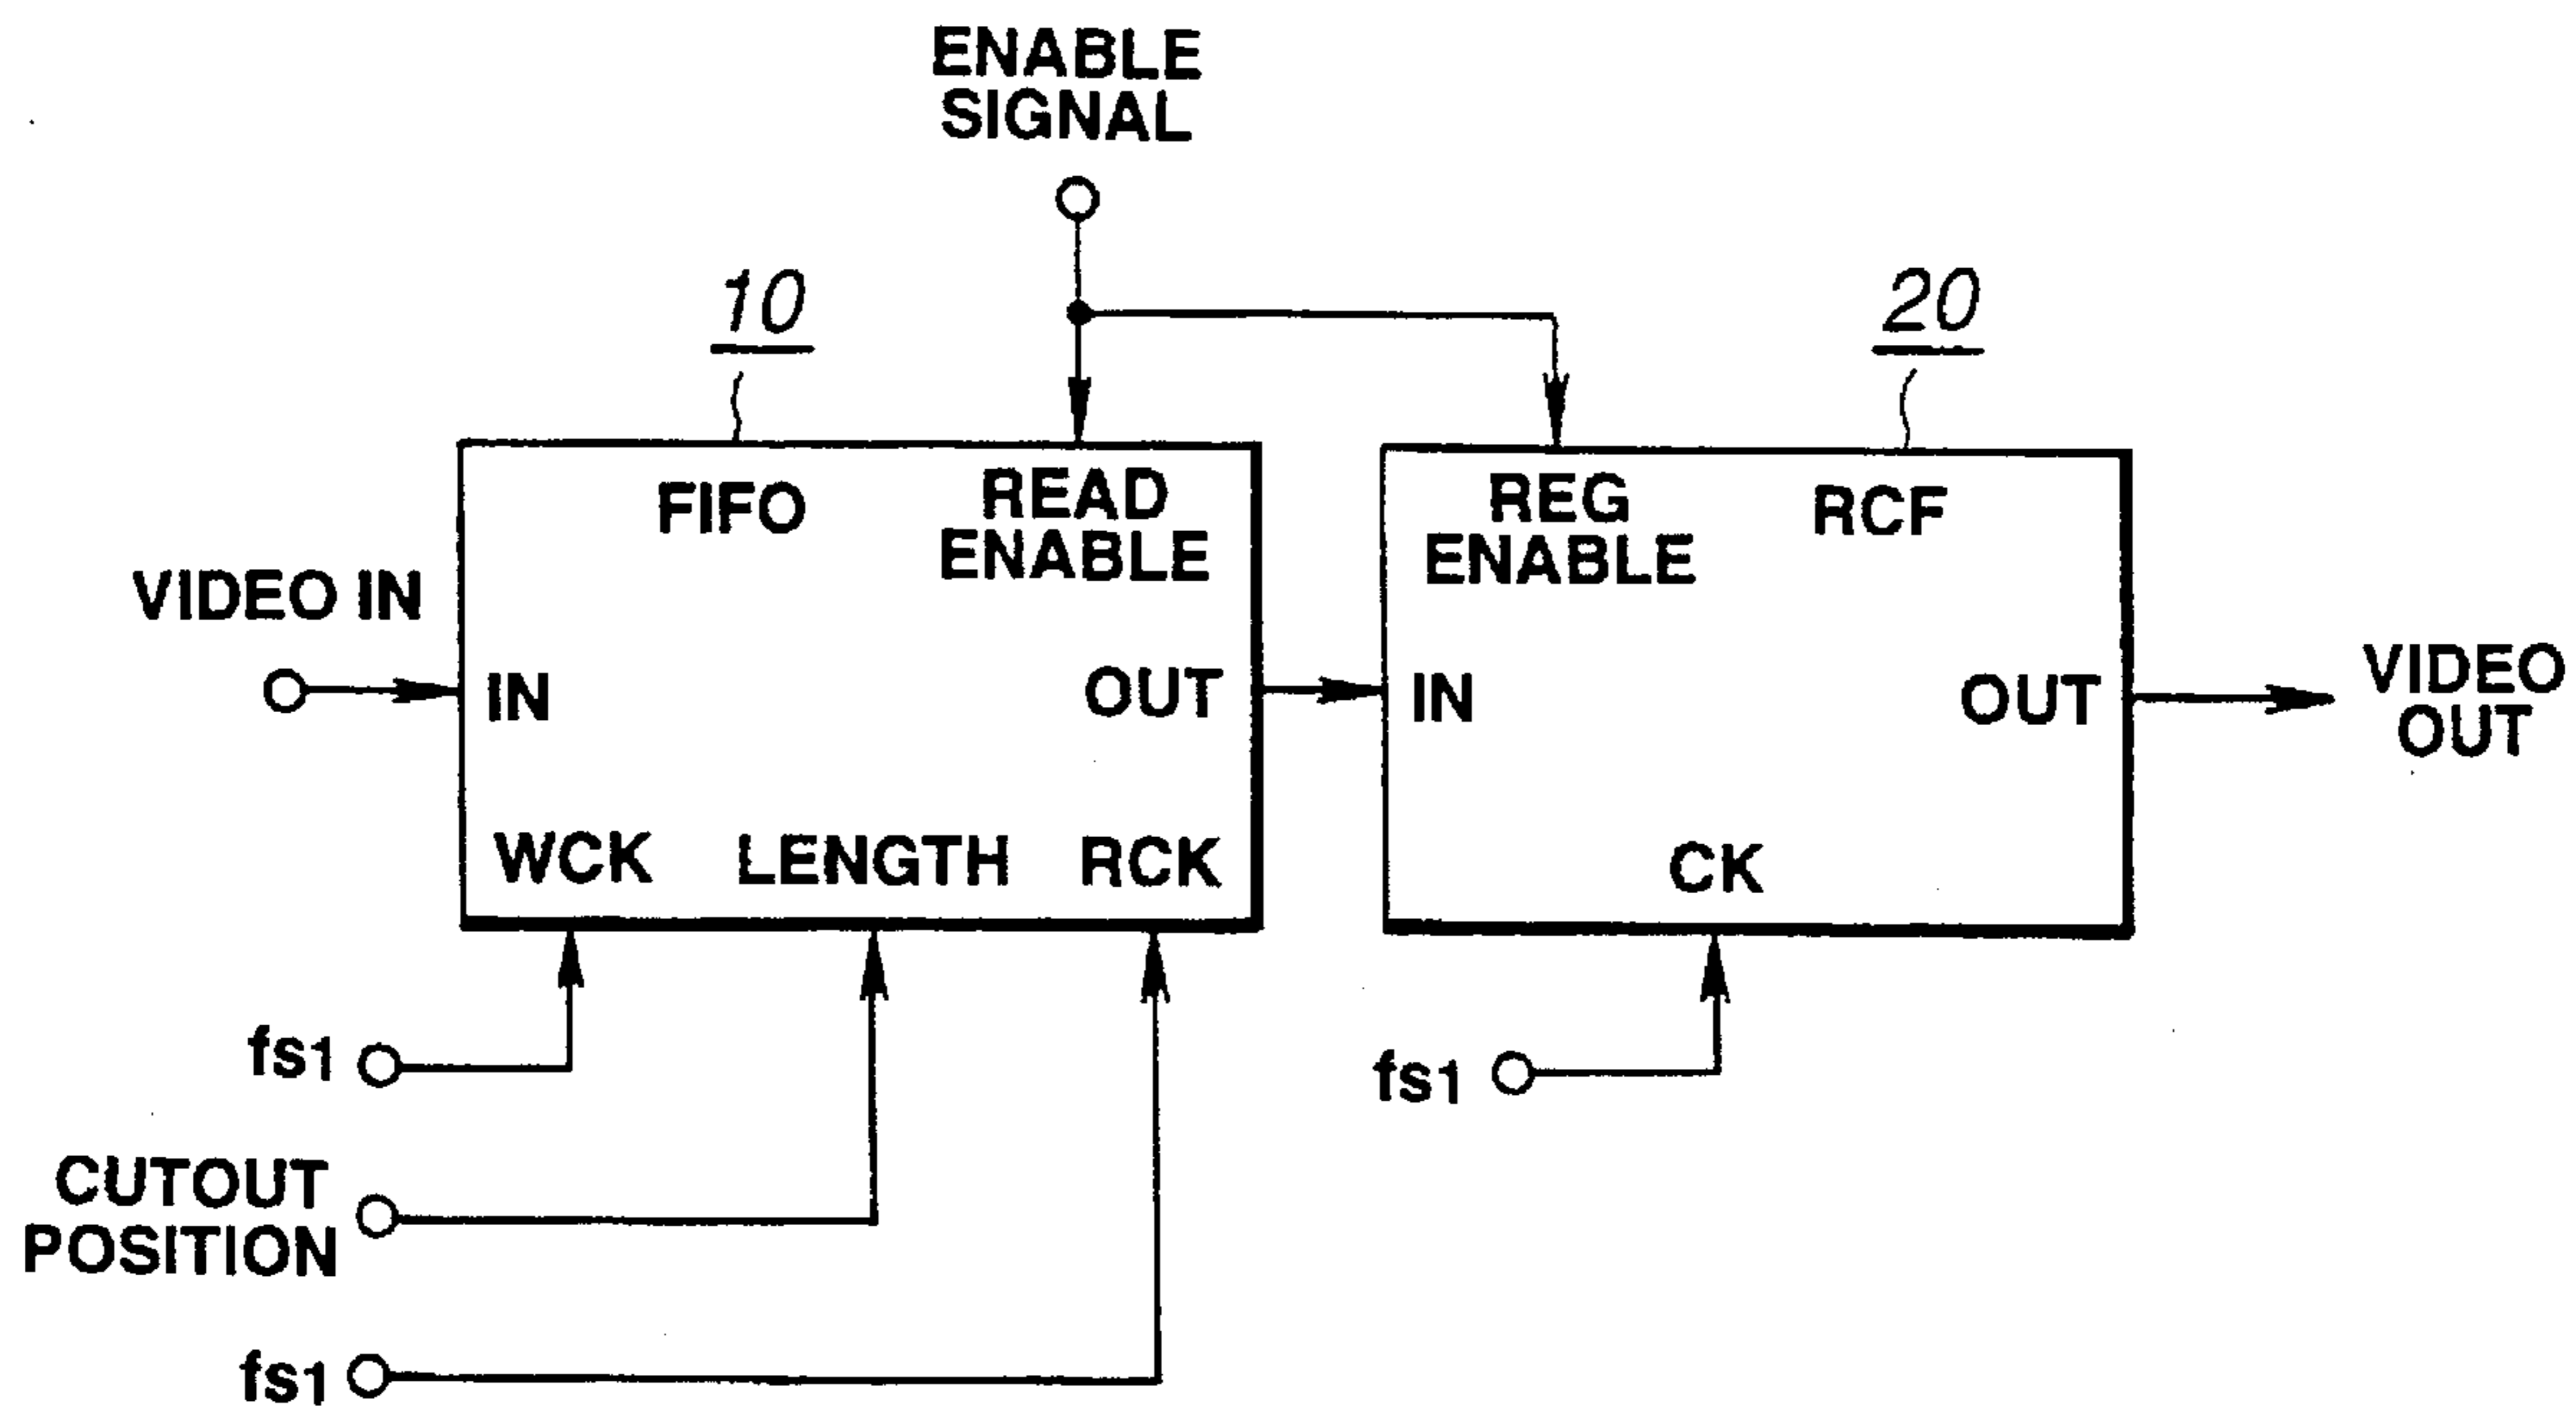 ENABLE
SIGNAL
10
20
FIFO
READ
ENABLE
REG
ENABLE
RCF
VIDEO IN
IN
OUT
IN
OUT
VIDEO
OUT
WCK
LENGTH
RCK
CK
fs1
fs1
CUTOUT
POSITION
fs1